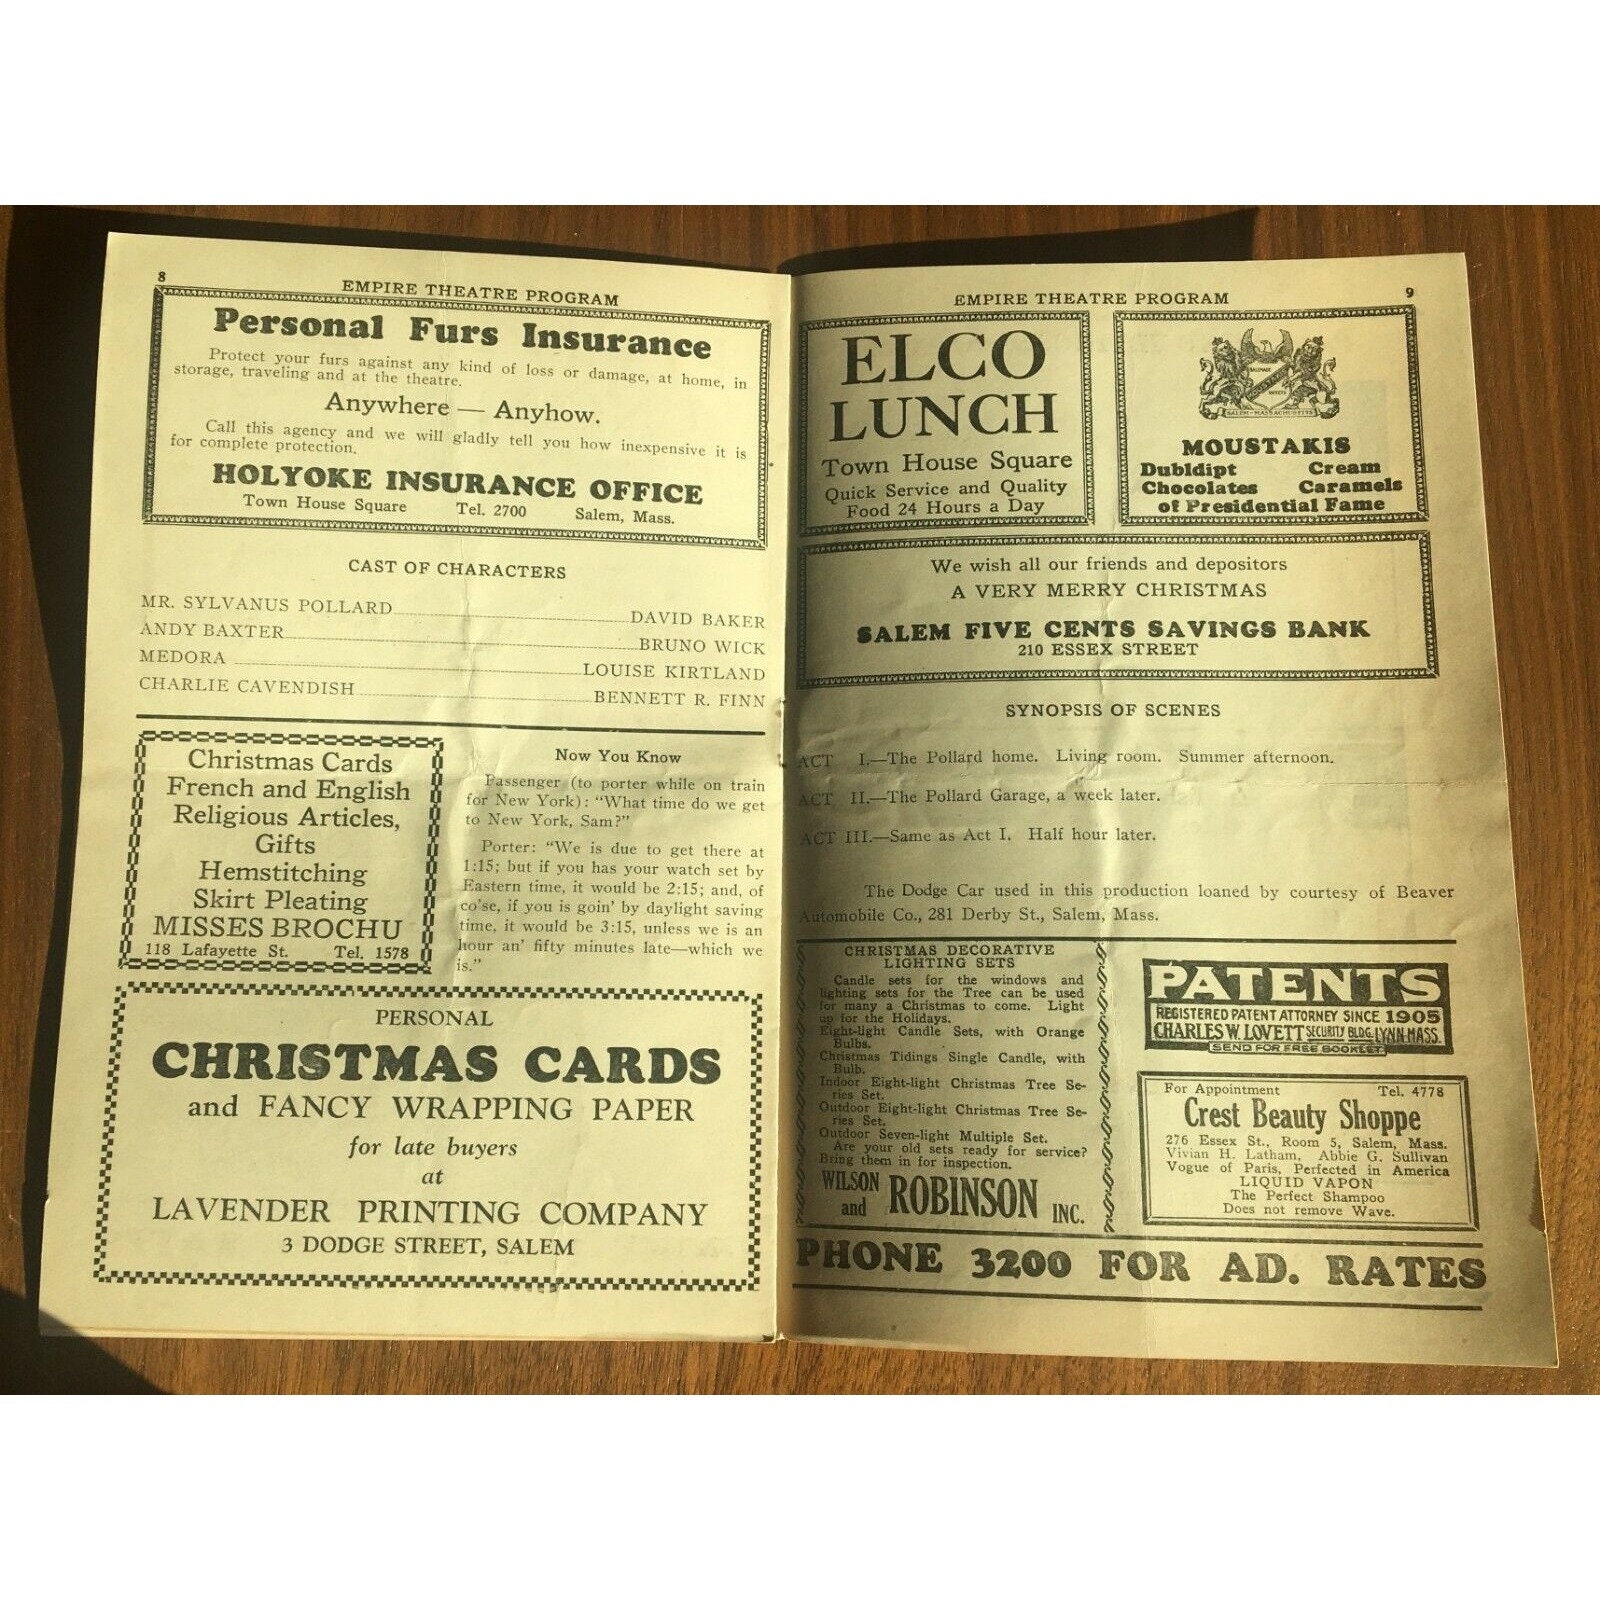 8
EMPIRE THEATRE PROGRAM
Personal Furs Insurance
Protect your furs against any kind of loss or damage, at home, in
storage, traveling and at the theatre.
Anywhere — Anyhow.
Call this agency and we will gladly tell you how inexpensive it is
for complete protection.
HOLYOKE INSURANCE OFFICE
Town House Square Tel. 2700 Salem, Mass.
CAST OF CHARACTERS
MR. SYLVANUS POLLARD DAVID BAKER
ANDY BAXTER BRUNO WICK
MEDORA LOUISE KIRTLAND
CHARLIE CAVENDISH BENNETT R. FINN
Christmas Cards
French and English
Religious Articles,
Gifts
Hemstitching
Skirt Pleating
MISSES BROCHU
118 Lafayette St. Tel. 1578
Now You Know
Passenger (to porter while on train
for New York): "What time do we get
to New York, Sam?"
Porter: "We is due to get there at
1:15; but if you has your watch set by
Eastern time, it would be 2:15; and, of
co'se, if you is goin' by daylight saving
time, it would be 3:15, unless we is an
hour an' fifty minutes late—which we
is."
PERSONAL
CHRISTMAS CARDS
and FANCY WRAPPING PAPER
for late buyers
at
LAVENDER PRINTING COMPANY
3 DODGE STREET, SALEM
EMPIRE THEATRE PROGRAM
9
ELCO
LUNCH
Town House Square
Quick Service and Quality
Food 24 Hours a Day
SALEM-MASSACHUSETTS
MOUSTAKIS
Dubldipt Cream
Chocolates Caramels
of Presidential Fame
We wish all our friends and depositors
A VERY MERRY CHRISTMAS
SALEM FIVE CENTS SAVINGS BANK
210 ESSEX STREET
SYNOPSIS OF SCENES
ACT I.—The Pollard home. Living room. Summer afternoon.
ACT II.—The Pollard Garage, a week later.
ACT III.—Same as Act I. Half hour later.
The Dodge Car used in this production loaned by courtesy of Beaver
Automobile Co., 281 Derby St., Salem, Mass.
CHRISTMAS DECORATIVE
LIGHTING SETS
Candle sets for the windows and
lighting sets for the Tree can be used
for many a Christmas to come. Light
up for the Holidays.
Eight-light Candle Sets, with Orange
Bulbs.
Christmas Tidings Single Candle, with
Bulb.
Indoor Eight-light Christmas Tree Se-
ries Set.
Outdoor Eight-light Christmas Tree Se-
ries Set.
Outdoor Seven-light Multiple Set.
Are your old sets ready for service?
Bring them in for inspection.
WILSON
and ROBINSON INC.
PATENTS
REGISTERED PATENT ATTORNEY SINCE 1905
CHARLES W. LOVETT SECURITY BLDG. LYNN-MASS.
SEND FOR FREE BOOKLET
For Appointment Tel. 4778
Crest Beauty Shoppe
276 Essex St., Room 5, Salem, Mass.
Vivian H. Latham, Abbie G. Sullivan
Vogue of Paris, Perfected in America
LIQUID VAPON
The Perfect Shampoo
Does not remove Wave.
PHONE 3200 FOR AD. RATES